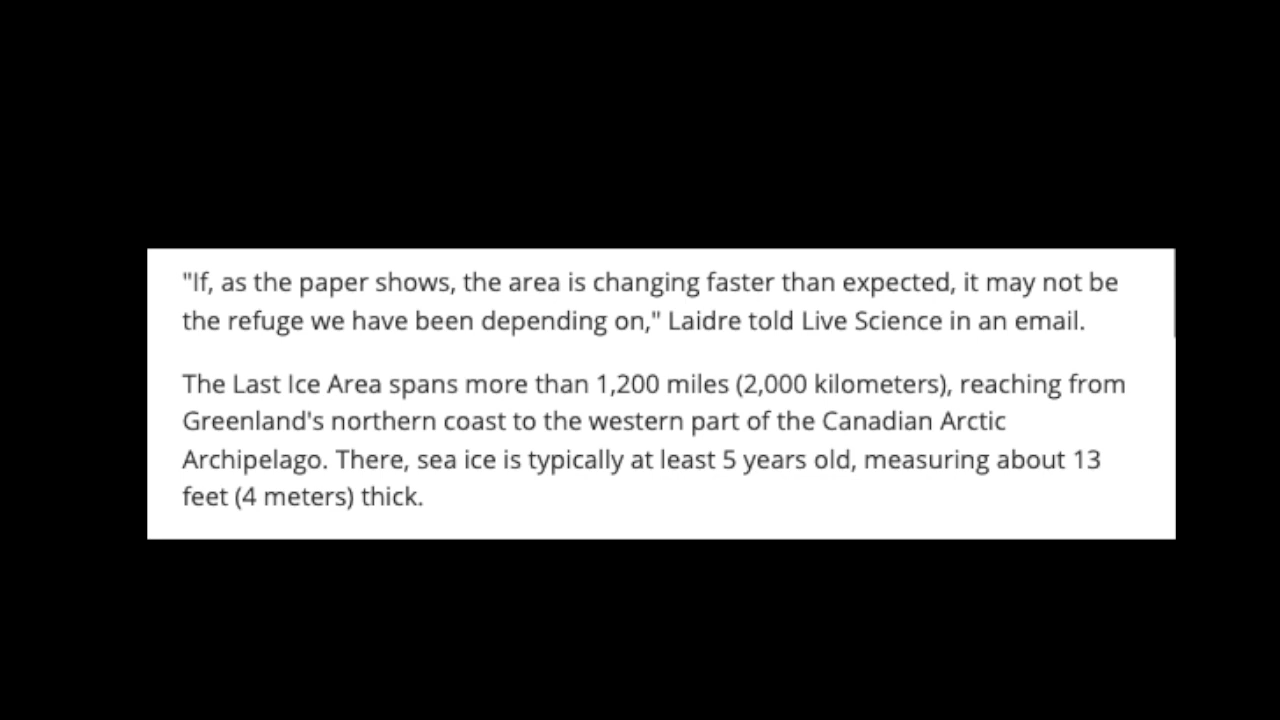 "If, as the paper shows, the area is changing faster than expected, it may not be
the refuge we have been depending on," Laidre told Live Science in an email.
The Last Ice Area spans more than 1,200 miles (2,000 kilometers), reaching from
Greenland's northern coast to the western part of the Canadian Arctic
Archipelago. There, sea ice is typically at least 5 years old, measuring about 13
feet (4 meters) thick.